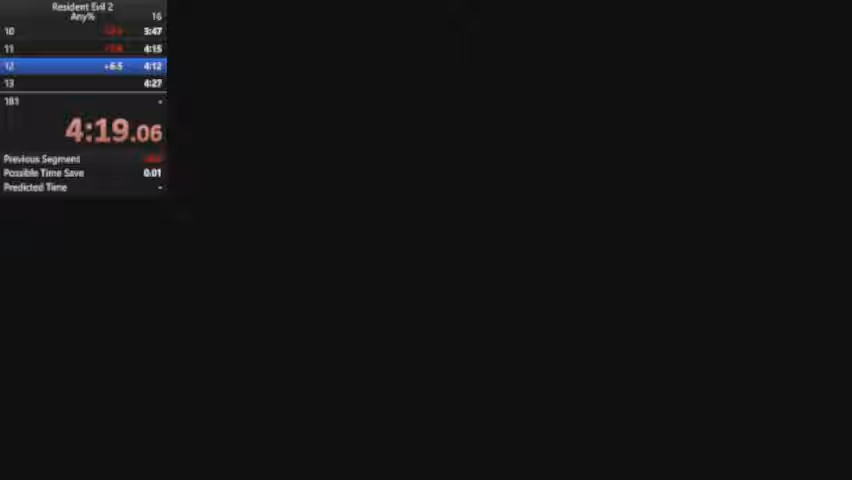 Resident Evil 2
Any% 16
10 3:47
11 4:15
12 +6.5 4:12
13 4:27
181 -
4:19.06
Previous Segment
Possible Time Save 0:01
Predicted Time -